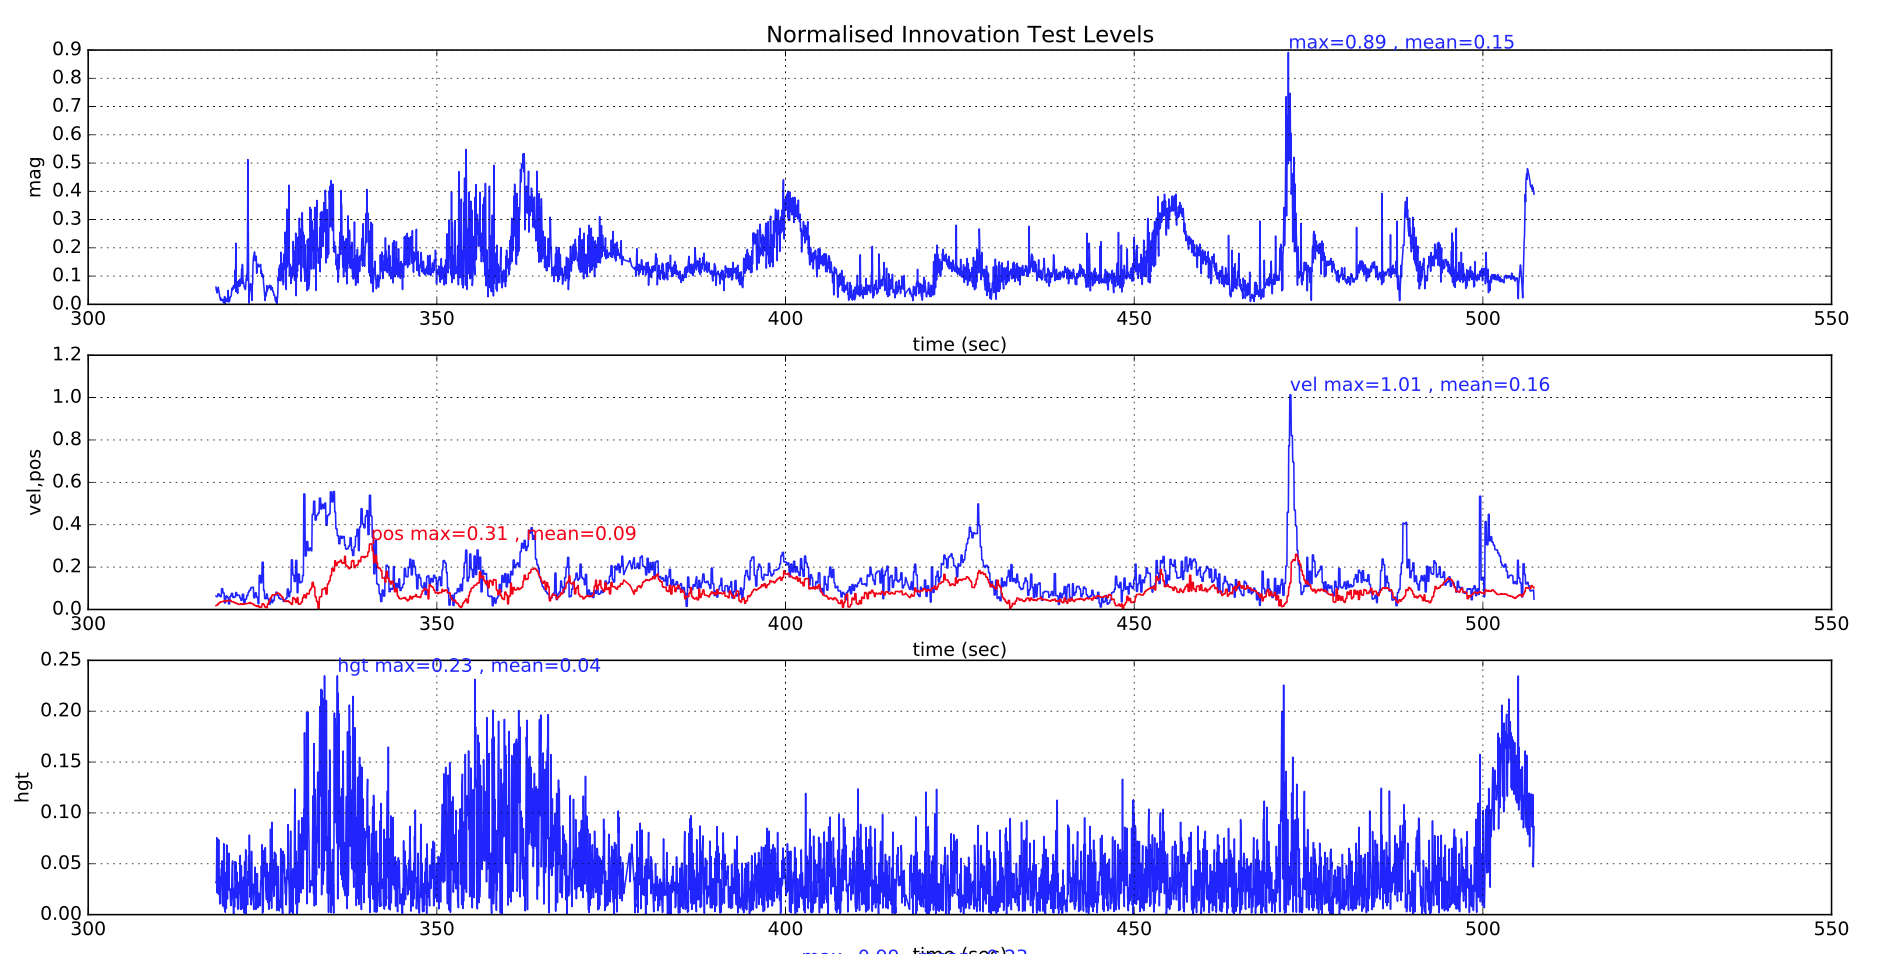 Normalised Innovation Test Levels
max=0.89 , mean=0.15
0.9
0.8
0.7
0.6
0.5
0.4
0.3
0.2
0.1
0.0
mag
300 350 400 450 500 550
time (sec)
1.2
1.0
0.8
0.6
0.4
0.2
0.0
vel,pos
vel max=1.01 , mean=0.16
pos max=0.31 , mean=0.09
300 350 400 450 500 550
time (sec)
0.25
0.20
0.15
0.10
0.05
0.00
hgt
hgt max=0.23 , mean=0.04
300 350 400 450 500 550
time (sec)